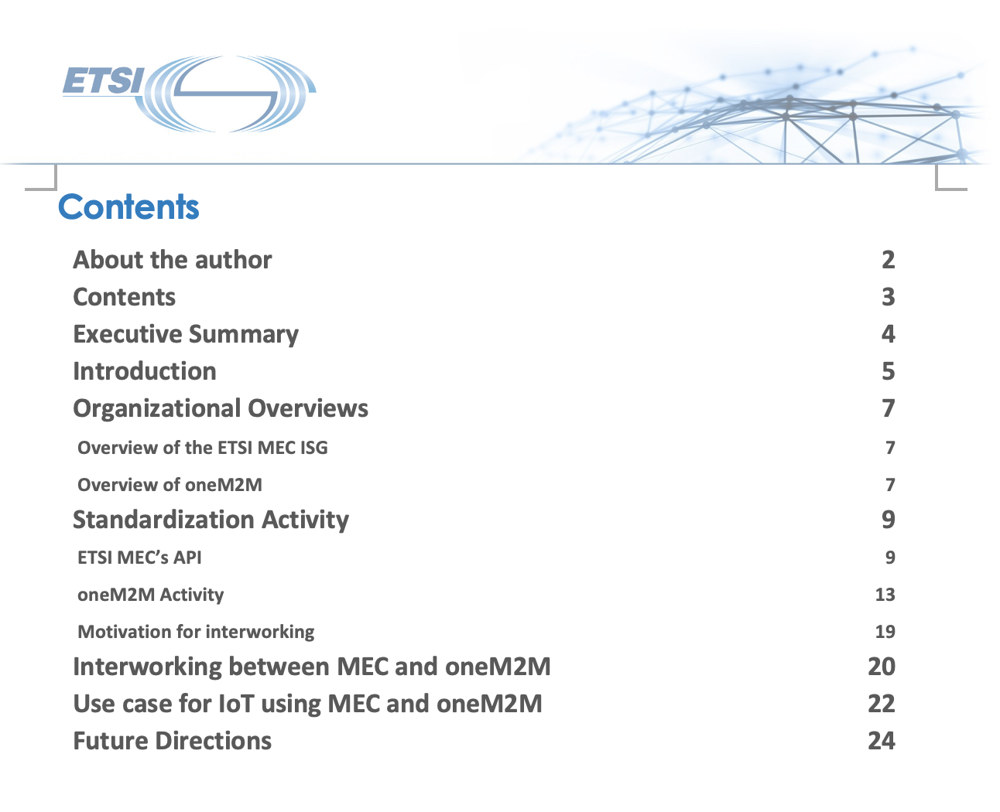 ETSI
Contents
About the author 2
Contents 3
Executive Summary 4
Introduction 5
Organizational Overviews 7
Overview of the ETSI MEC ISG 7
Overview of oneM2M 7
Standardization Activity 9
ETSI MEC’s API 9
oneM2M Activity 13
Motivation for interworking 19
Interworking between MEC and oneM2M 20
Use case for IoT using MEC and oneM2M 22
Future Directions 24